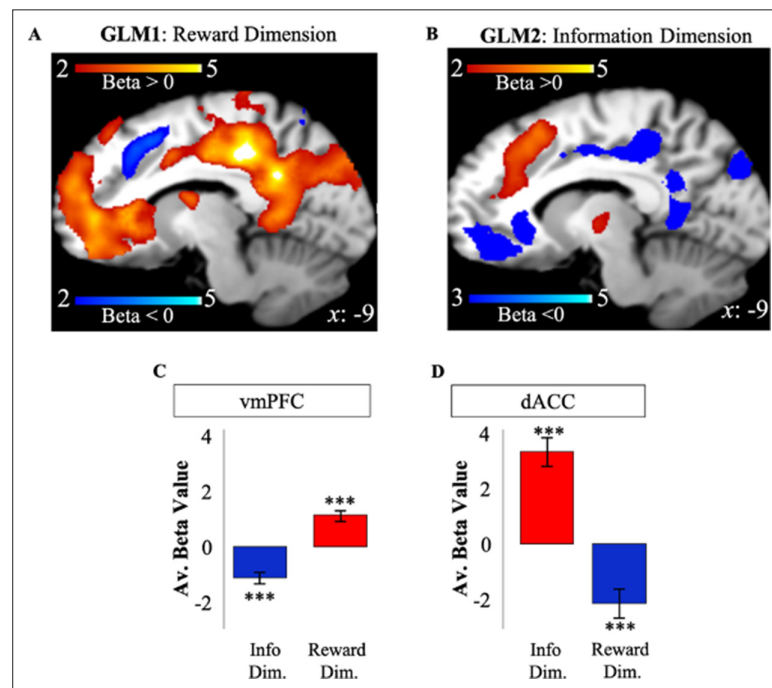 A GLM1: Reward Dimension
2 5
Beta > 0
2 5
Beta < 0
x: -9
B GLM2: Information Dimension
2 5
Beta >0
3 5
Beta <0
x: -9
C
vmPFC
Av. Beta Value
4
2
0
-2
***
***
Info Dim.
Reward Dim.
D
dACC
Av. Beta Value
4
2
0
-2
***
***
Info Dim.
Reward Dim.